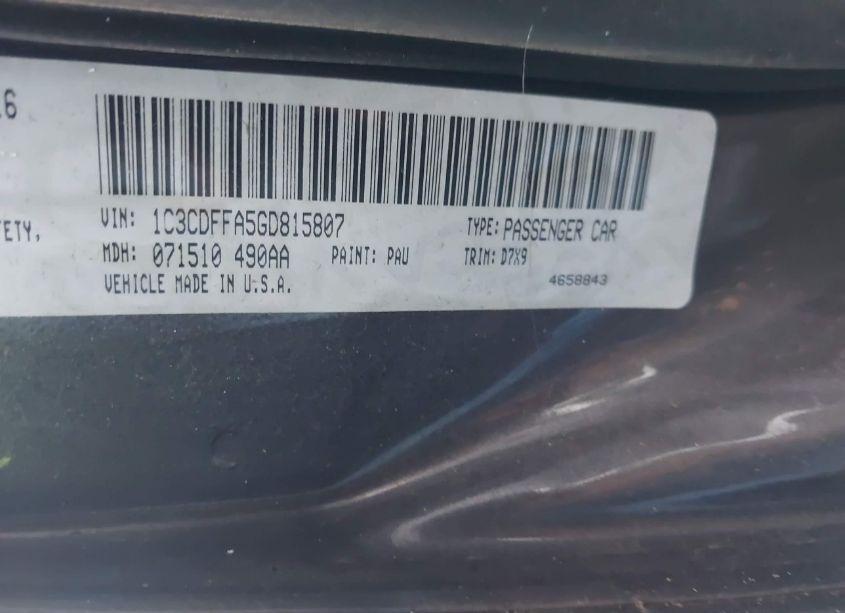 .6
ETY,
VIN: 1C3CDFFA5GD815807 TYPE: PASSENGER CAR
MDH: 071510 490AA PAINT: PAU TRIM: D7X9
VEHICLE MADE IN U.S.A. 4658843